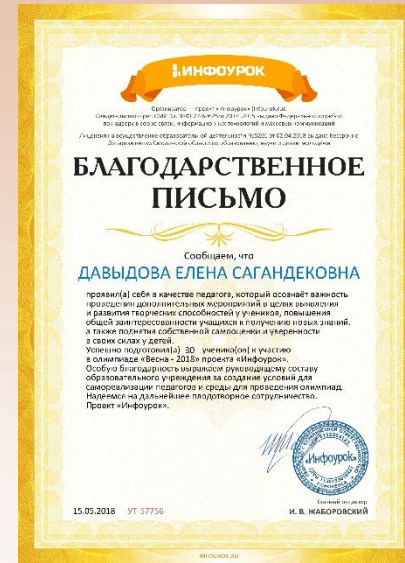 ИНФОУРОК
БЛАГОДАРСТВЕННОЕ
ПИСЬМО
Сообщаем, что
ДАВЫДОВА ЕЛЕНА САГАНДЕКОВНА
проявил(а) себя в качестве педагога, который осознаёт важность
проведения дополнительных мероприятий в целях выявления
и развития творческих способностей у учеников, повышения
общей заинтересованности учащихся к получению новых знаний,
а также поднятия собственной самооценки и уверенности
в своих силах у детей.
Успешно подготовил(а) 30 ученика(ов) к участию
в олимпиаде «Весна - 2018» проекта «Инфоурок».
Особую благодарность выражаем руководящему составу
образовательного учреждения за создание условий для
самореализации педагогов и среды для проведения олимпиад.
Надеемся на дальнейшее плодотворное сотрудничество.
Проект «Инфоурок».
«Инфоурок»
Главный редактор
15.05.2018 УТ 57756 И. В. ЖАБОРОВСКИЙ
INFOUROK.RU